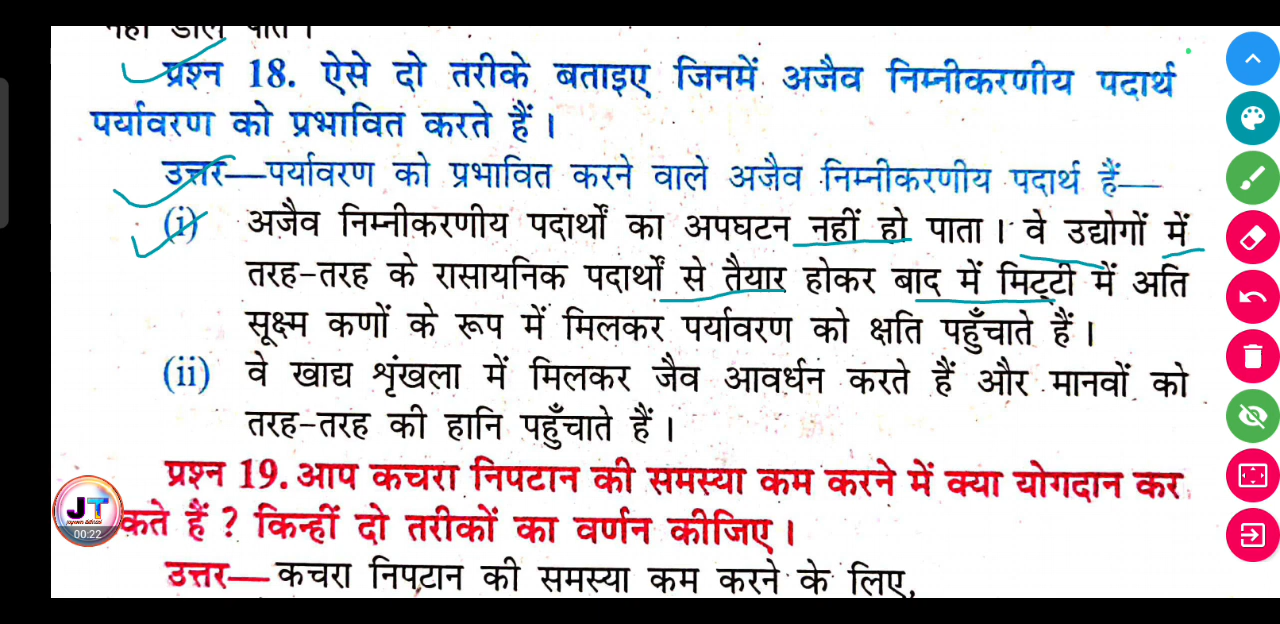 प्रश्न 18. ऐसे दो तरीके बताइए जिनमें अजैव निम्नीकरणीय पदार्थ
पर्यावरण को प्रभावित करते हैं।
उत्तर—पर्यावरण को प्रभावित करने वाले अजैव निम्नीकरणीय पदार्थ हैं—
(i) अजैव निम्नीकरणीय पदार्थों का अपघटन नहीं हो पाता। वे उद्योगों में
तरह-तरह के रासायनिक पदार्थों से तैयार होकर बाद में मिट्टी में अति
सूक्ष्म कणों के रूप में मिलकर पर्यावरण को क्षति पहुँचाते हैं।
(ii) वे खाद्य शृंखला में मिलकर जैव आवर्धन करते हैं और मानवों को
तरह-तरह की हानि पहुँचाते हैं।
प्रश्न 19. आप कचरा निपटान की समस्या कम करने में क्या योगदान कर
कते हैं ? किन्हीं दो तरीकों का वर्णन कीजिए।
JT
00:22
उत्तर— कचरा निपटान की समस्या कम करने के लिए,